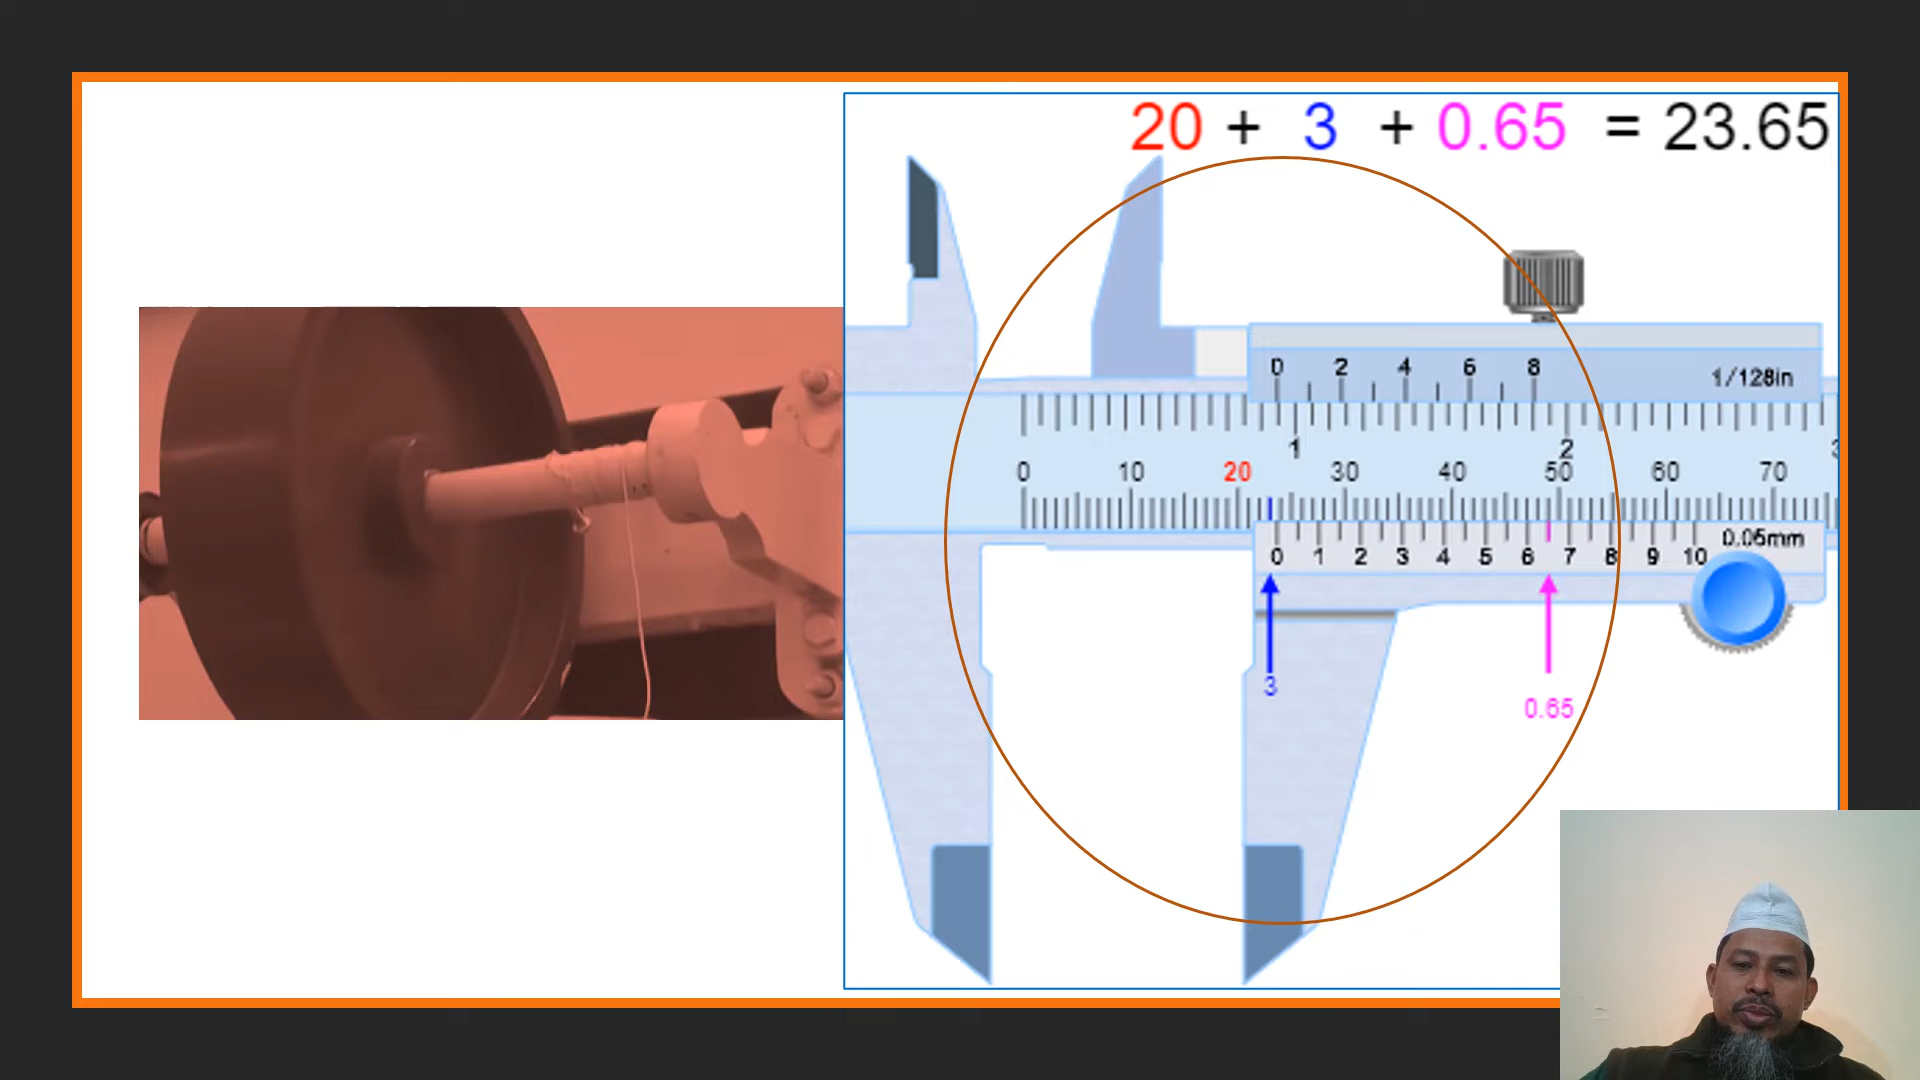 20 + 3 + 0.65 = 23.65
0 2 4 6 8
1/128in
1 2 3
0 10 20 30 40 50 60 70
0 1 2 3 4 5 6 7 8 9 10
0.05mm
3
0.65